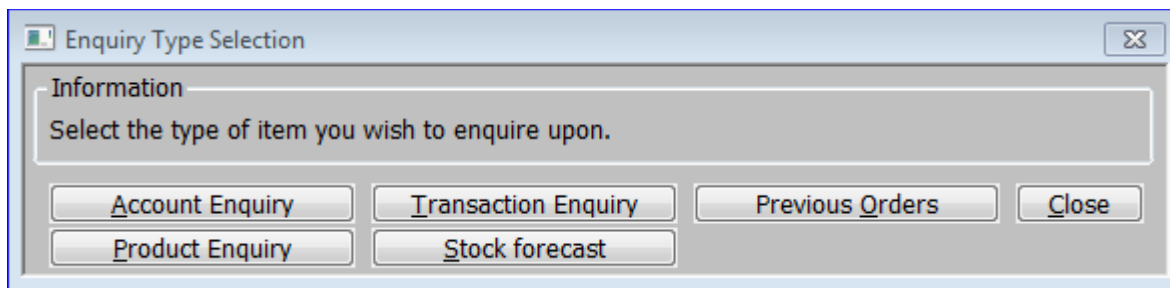 Enquiry Type Selection
Information
Select the type of item you wish to enquire upon.
Account Enquiry Transaction Enquiry Previous Orders Close
Product Enquiry Stock forecast